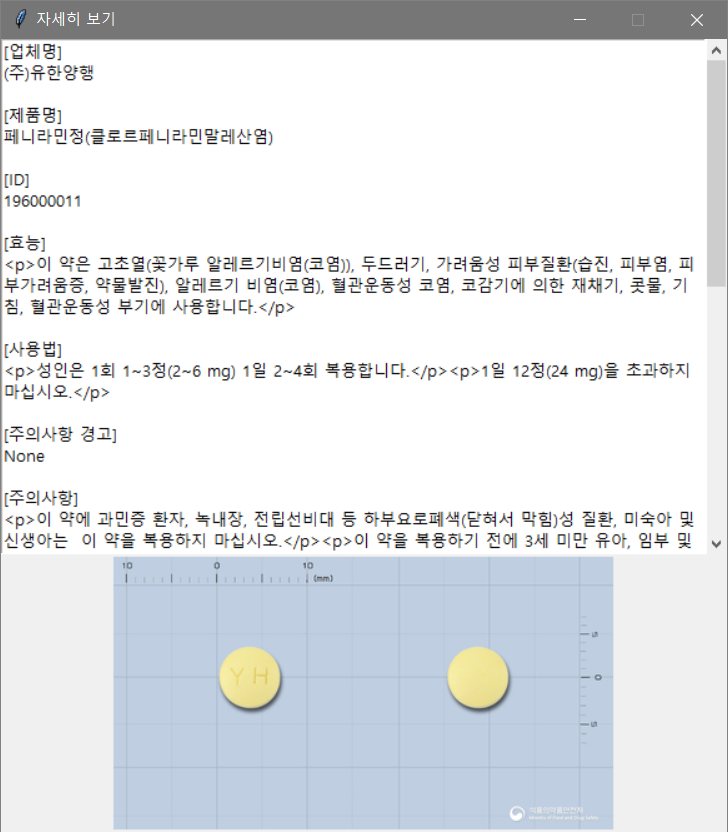 자세히 보기
[업체명]
(주)유한양행
[제품명]
페니라민정(클로르페니라민말레산염)
[ID]
196000011
[효능]
<p>이 약은 고초열(꽃가루 알레르기비염(코염)), 두드러기, 가려움성 피부질환(습진, 피부염, 피
부가려움증, 약물발진), 알레르기 비염(코염), 혈관운동성 코염, 코감기에 의한 재채기, 콧물, 기
침, 혈관운동성 부기에 사용합니다.</p>
[사용법]
<p>성인은 1회 1~3정(2~6 mg) 1일 2~4회 복용합니다.</p><p>1일 12정(24 mg)을 초과하지
마십시오.</p>
[주의사항 경고]
None
[주의사항]
<p>이 약에 과민증 환자, 녹내장, 전립선비대 등 하부요로폐색(닫혀서 막힘)성 질환, 미숙아 및
신생아는  이 약을 복용하지 마십시오.</p><p>이 약을 복용하기 전에 3세 미만 유아, 임부 및
10 0 10 (mm)
YH
5
0
5
식품의약품안전처
Ministry of Food and Drug Safety